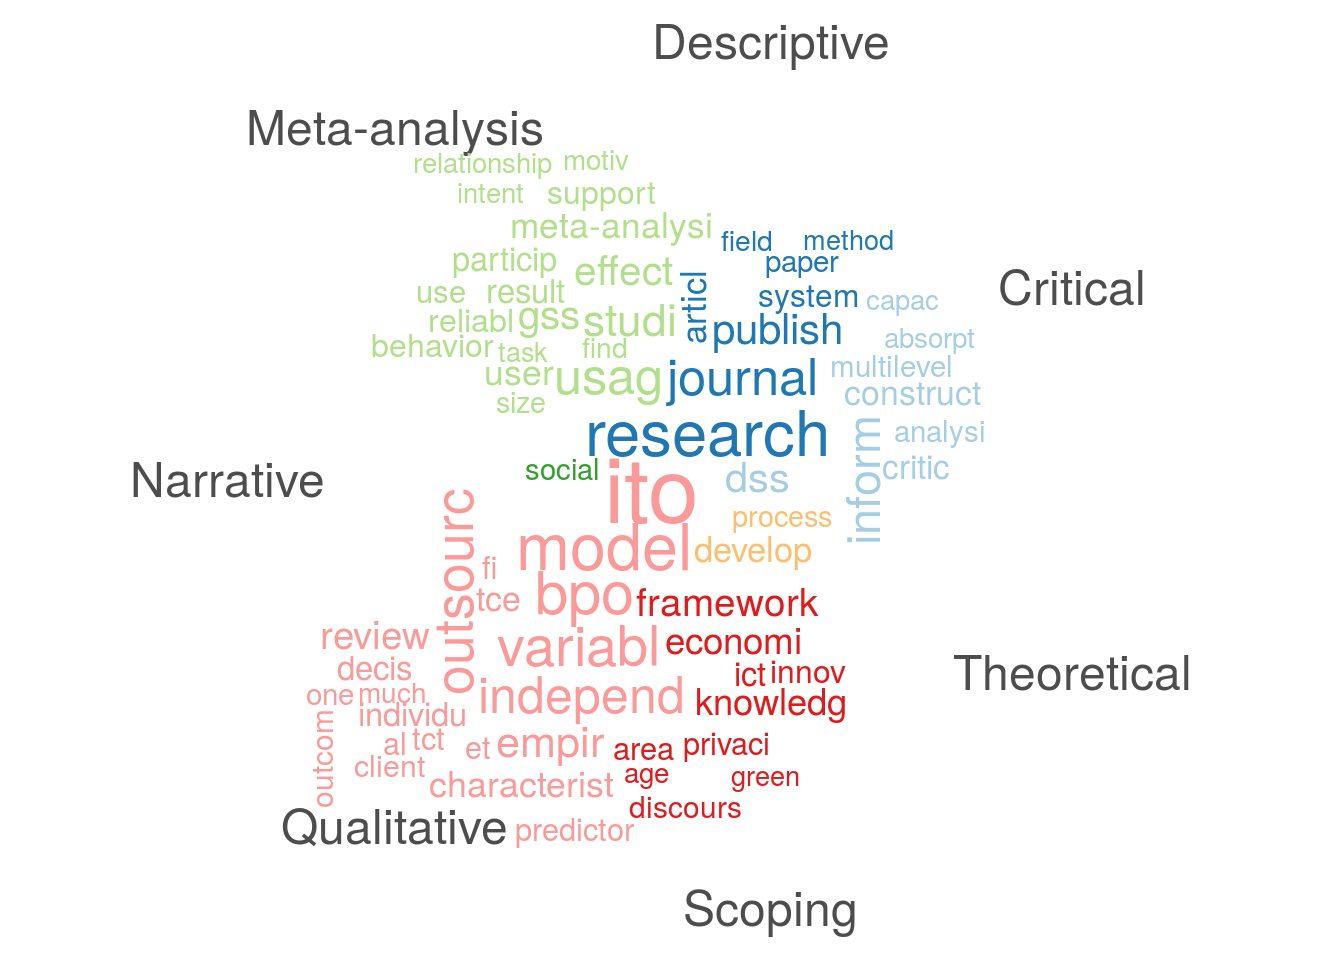 Descriptive
Meta-analysis
relationship motiv
intent support
meta-analysi
field method
particip effect paper
use result articl system capac
reliabl gss studi publish
behavior task find absorpt
user usag journal multilevel
size construct
research inform analysi
social ito dss critic
process
outsourc model develop
fi
tce bpo framework
review variabl economi
decis ict innov
one much independ knowledg
individu
outcom al tct et empir area privaci
client characterist age green
discours
predictor
Critical
Narrative
Theoretical
Qualitative
Scoping